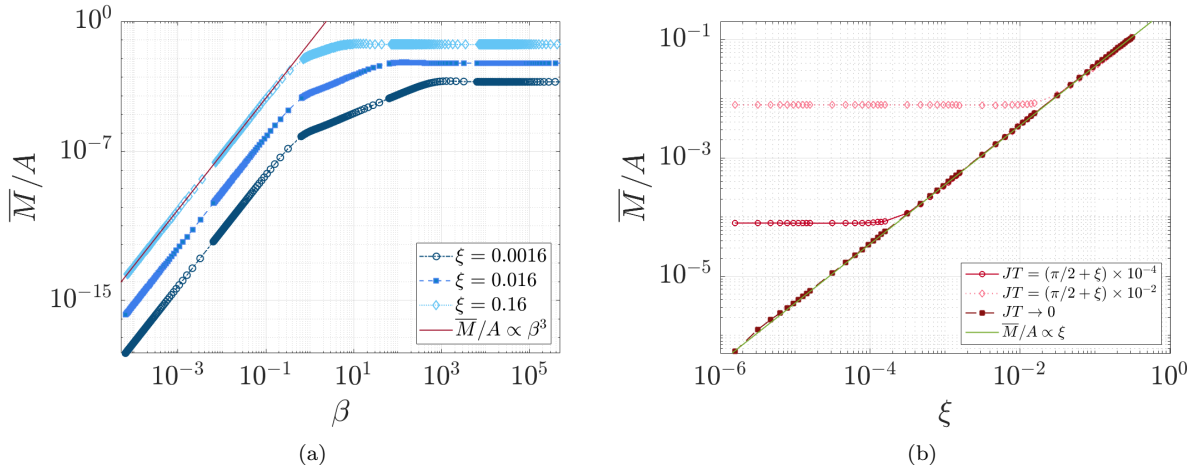 10^0
10^-7
10^-15
M̅/A
10^-3
10^-1
10^1
10^3
10^5
β
ξ = 0.0016
ξ = 0.016
ξ = 0.16
M̅/A ∝ β^3
(a)
10^-1
10^-3
10^-5
M̅/A
10^-6
10^-4
10^-2
10^0
ξ
JT = (π/2 + ξ) × 10^-4
JT = (π/2 + ξ) × 10^-2
JT → 0
M̅/A ∝ ξ
(b)